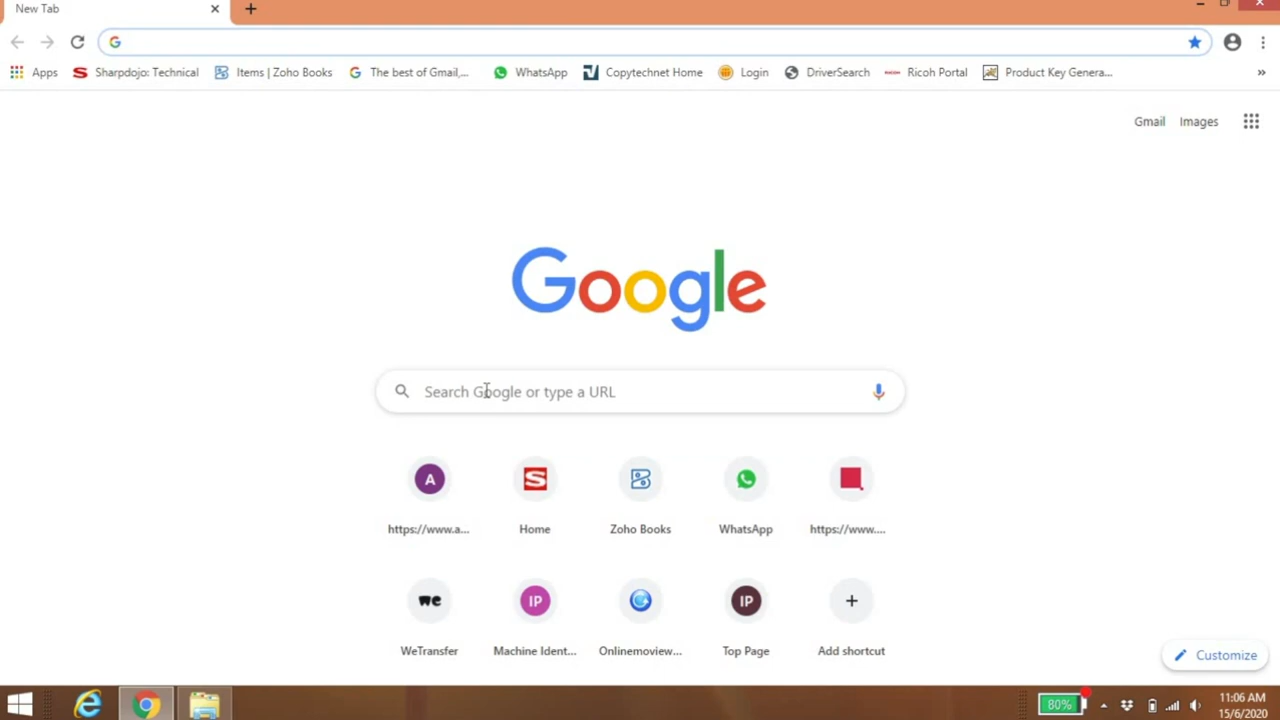 New Tab
Apps Sharpdojo: Technical Items | Zoho Books The best of Gmail,... WhatsApp Copytechnet Home Login DriverSearch Ricoh Portal Product Key Genera... »
Gmail Images
Google
Search Google or type a URL
A
https://www.a... Home Zoho Books WhatsApp https://www....
we IP IP
WeTransfer Machine Ident... Onlinemoview... Top Page Add shortcut
Customize
80% 11:06 AM
15/6/2020